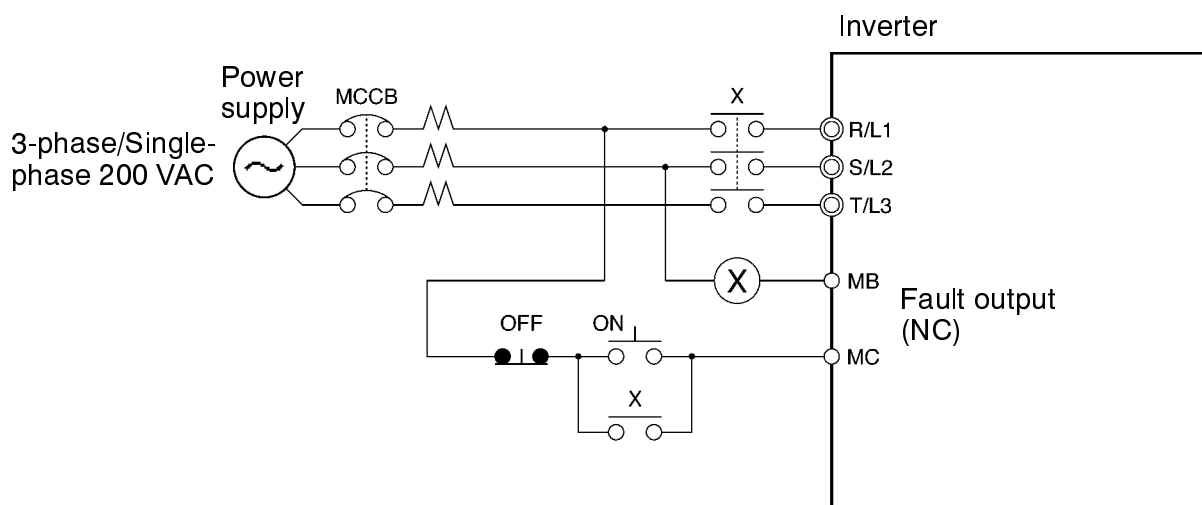 Inverter
Power
supply
MCCB
X
3-phase/Single-
phase 200 VAC
R/L1
S/L2
T/L3
X
MB
Fault output
(NC)
OFF
ON
MC
X